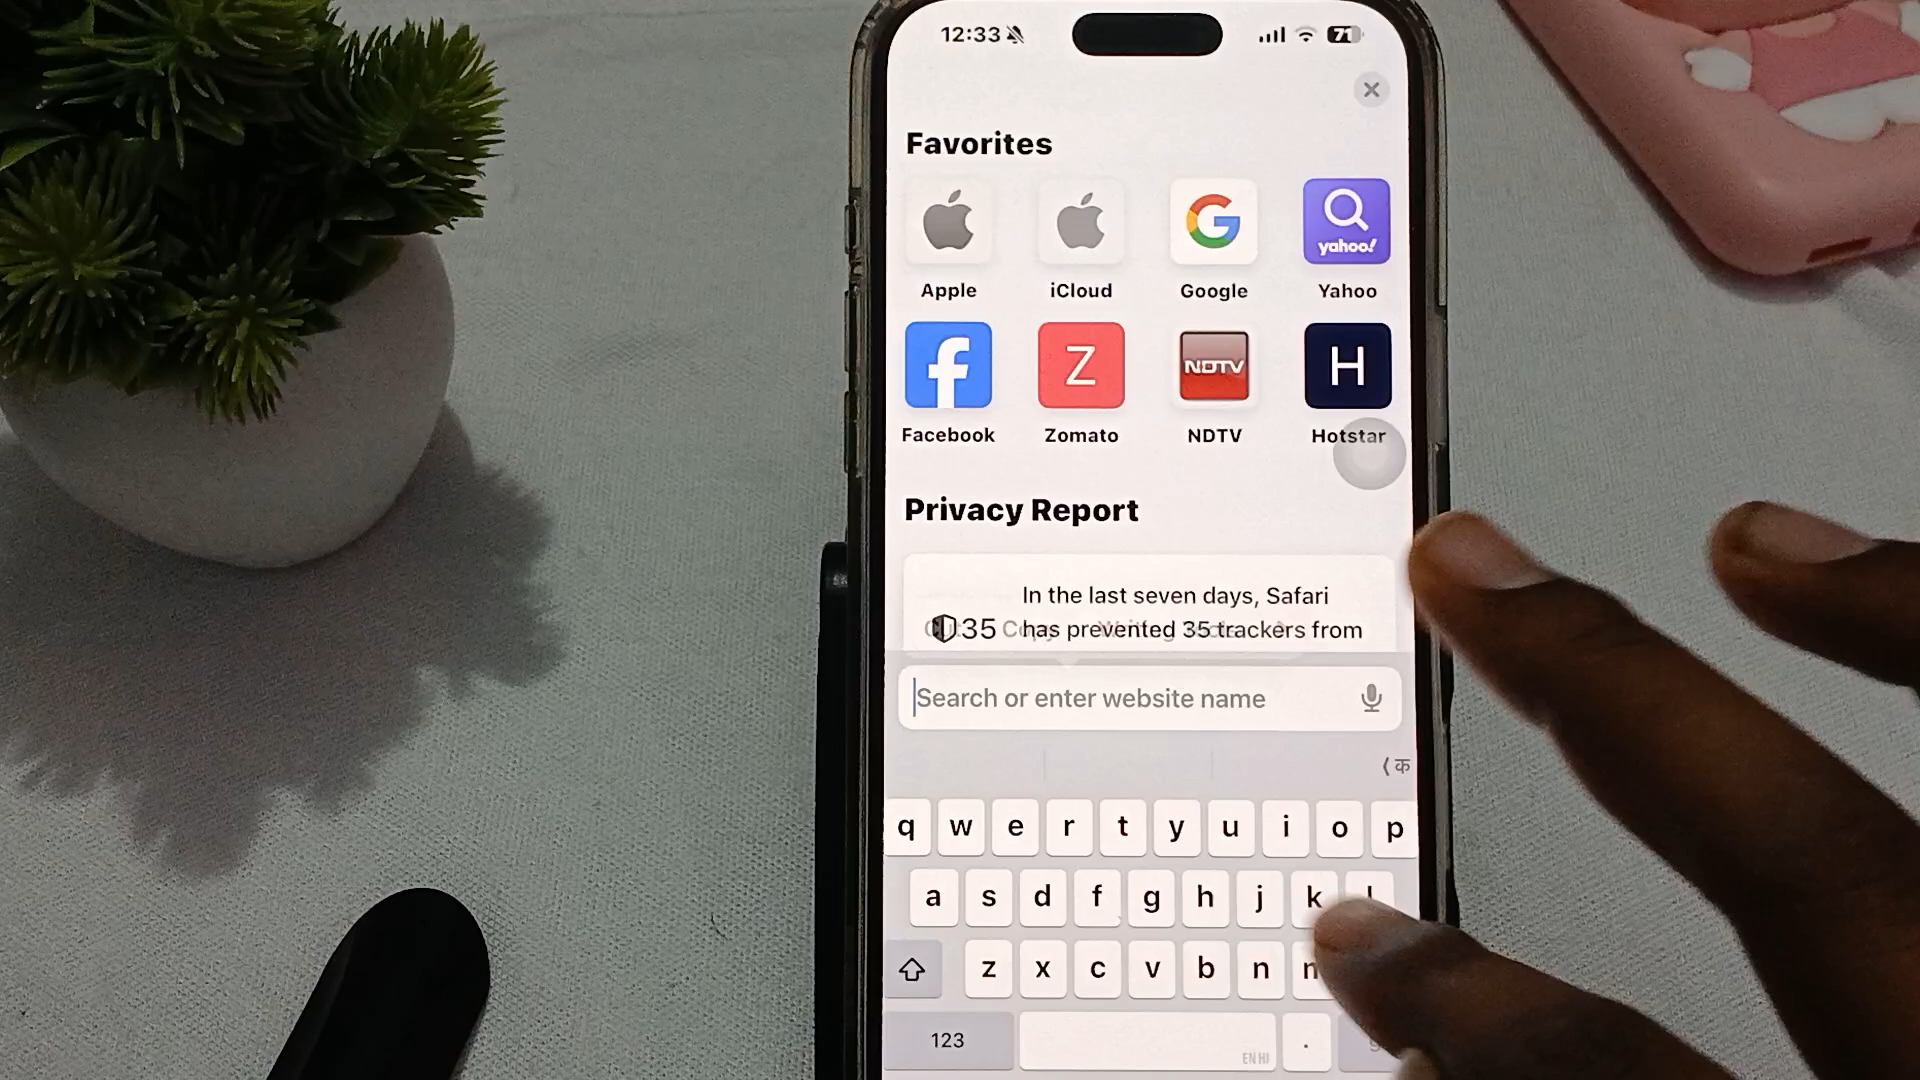 12:33
71
Favorites
yahoo!
Apple iCloud Google Yahoo
f Z NDTV H
Facebook Zomato NDTV Hotstar
Privacy Report
In the last seven days, Safari
35 has prevented 35 trackers from
Search or enter website name
क
q w e r t y u i o p
a s d f g h j k
z x c v b n
123 EN HI .